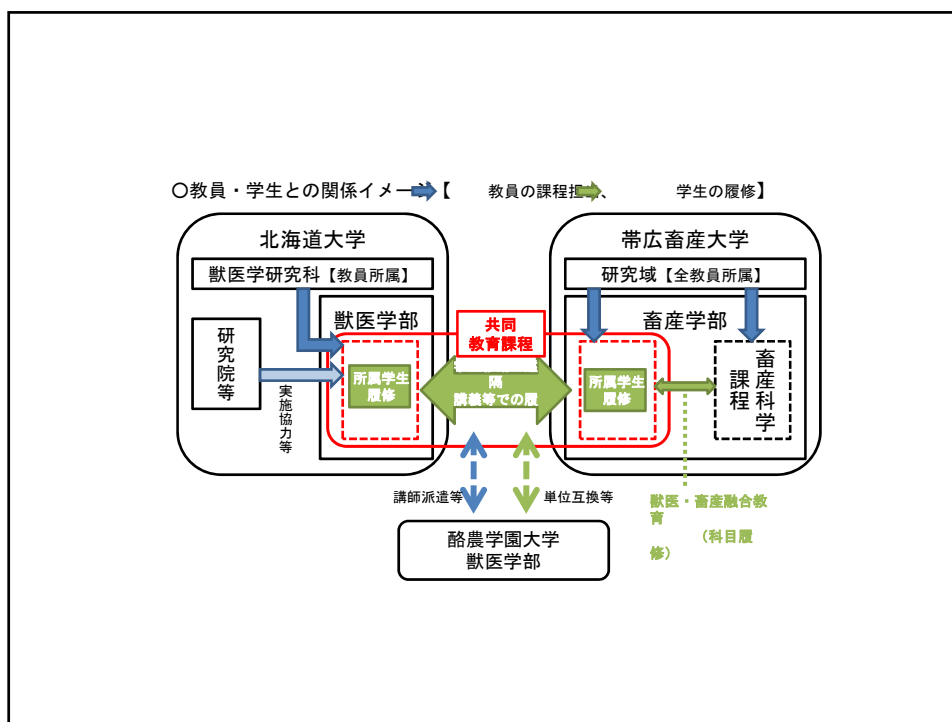 〇教員・学生との関係イメー【 教員の課程担、 学生の履修】
北海道大学
獣医学研究科【教員所属】
獣医学部
研究院等
実施協力等
所属学生
履修
共同
教育課程
隔
講義等での履
帯広畜産大学
研究域【全教員所属】
畜産学部
所属学生
履修
畜産科学
課程
講師派遣等
単位互換等
獣医・畜産融合教
育
(科目履
修)
酪農学園大学
獣医学部